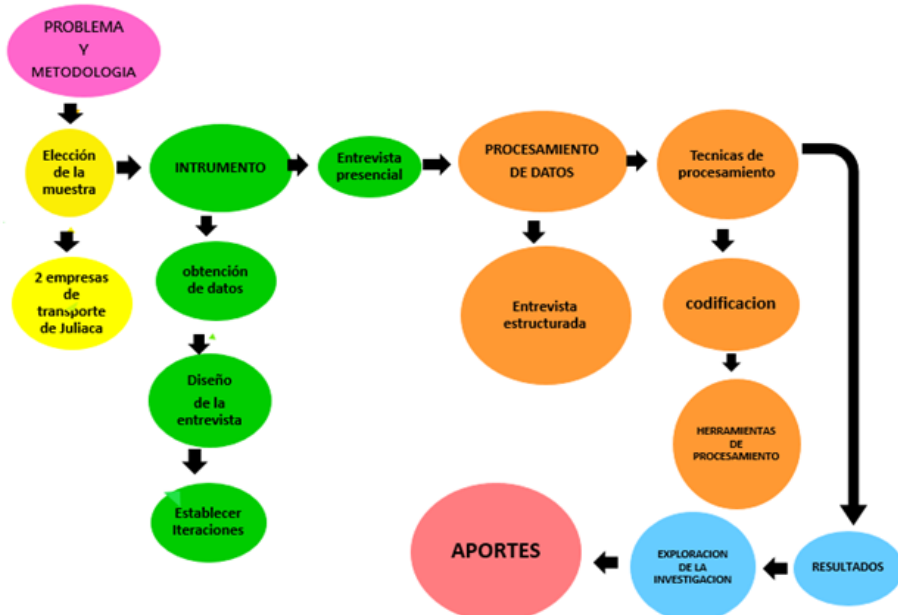 PROBLEMA
Y
METODOLOGIA
Elección
de la
muestra
2 empresas
de
transporte
de Juliaca
INTRUMENTO
obtención
de datos
Diseño
de la
entrevista
Establecer
Iteraciones
Entrevista
presencial
PROCESAMIENTO
DE DATOS
Entrevista
estructurada
Tecnicas de
procesamiento
codificacion
HERRAMIENTAS
DE
PROCESAMIENTO
RESULTADOS
EXPLORACION
DE LA
INVESTIGACION
APORTES